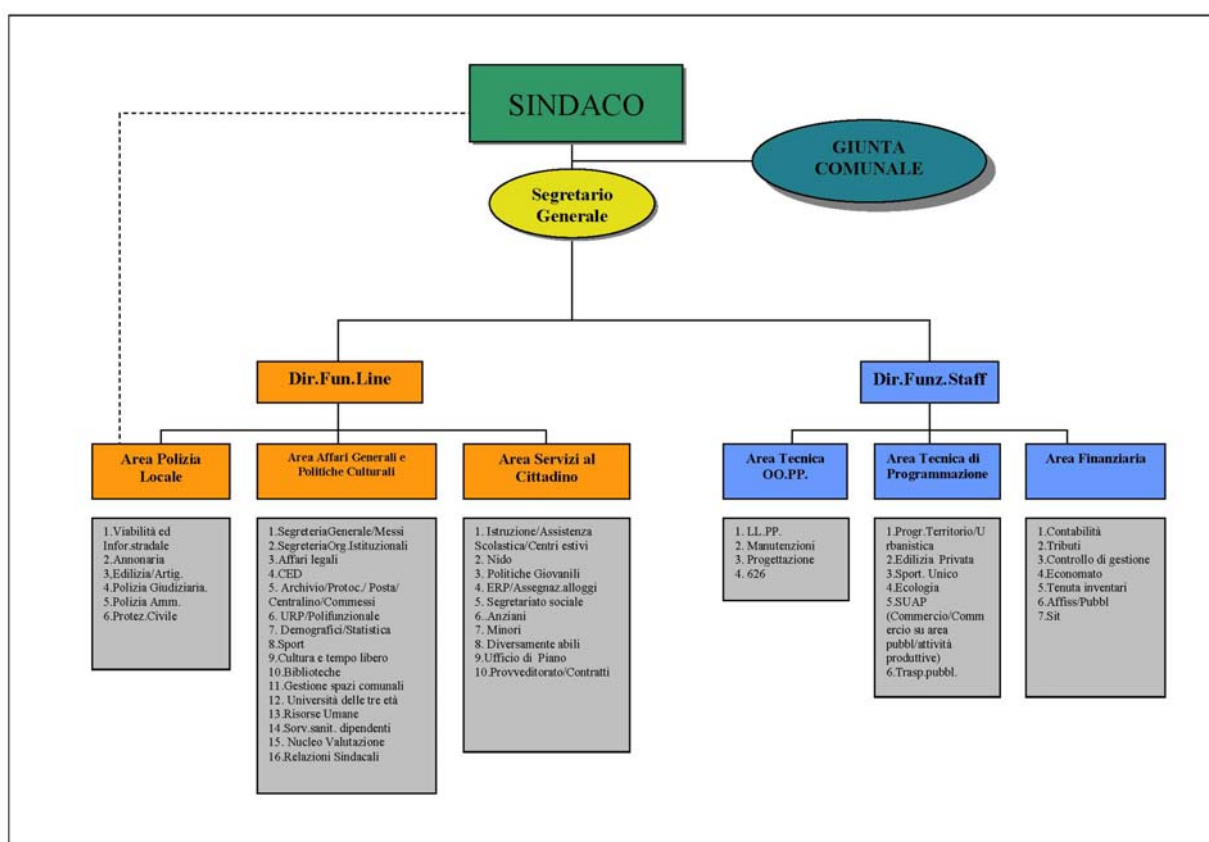 SINDACO
GIUNTA
COMUNALE
Segretario
Generale
Dir.Fun.Line
Dir.Funz.Staff
Area Polizia
Locale
Area Affari Generali e
Politiche Culturali
Area Servizi al
Cittadino
Area Tecnica
OO.PP.
Area Tecnica di
Programmazione
Area Finanziaria
1.Viabilità ed
Infor.stradale
2.Annonaria
3,Edilizia/Artig.
4.Polizia Giudiziaria.
5.Polizia Amm.
6.Protez.Civile
1.SegreteriaGenerale/Messi
2.SegreteriaOrg.Istituzionali
3.Affari legali
4.CED
5. Archivio/Protoc./ Posta/
Centralino/Commessi
6. URP/Polifunzionale
7. Demografici/Statistica
8.Sport
9.Cultura e tempo libero
10.Biblioteche
11.Gestione spazi comunali
12. Università delle tre età
13.Risorse Umane
14.Sorv.sanit. dipendenti
15. Nucleo Valutazione
16.Relazioni Sindacali
1. Istruzione/Assistenza
Scolastica/Centri estivi
2. Nido
3. Politiche Giovanili
4. ERP/Assegnaz.alloggi
5. Segretariato sociale
6..Anziani
7. Minori
8. Diversamente abili
9.Ufficio di Piano
10.Provveditorato/Contratti
1. LL.PP.
2. Manutenzioni
3. Progettazione
4. 626
1.Progr.Territorio/U
rbanistica
2.Edilizia Privata
3.Sport. Unico
4.Ecologia
5.SUAP
(Commercio/Comm
ercio su area
pubbl/attività
produttive)
6.Trasp.pubbl.
1.Contabilità
2.Tributi
3.Controllo di gestione
4.Economato
5.Tenuta inventari
6.Affiss/Pubbl
7.Sit